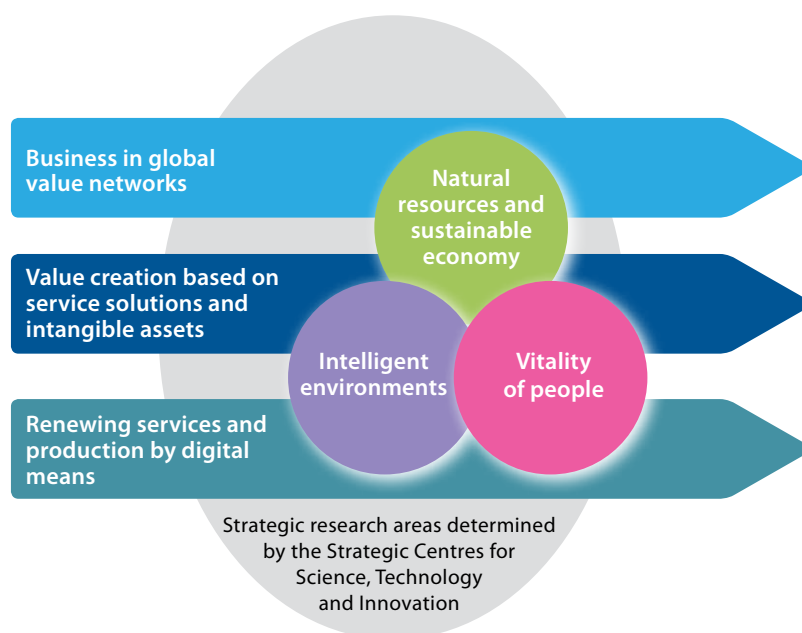 Business in global
value networks
Natural
resources and
sustainable
economy
Value creation based on
service solutions and
intangible assets
Intelligent
environments
Vitality
of people
Renewing services and
production by digital
means
Strategic research areas determined
by the Strategic Centres for
Science, Technology
and Innovation